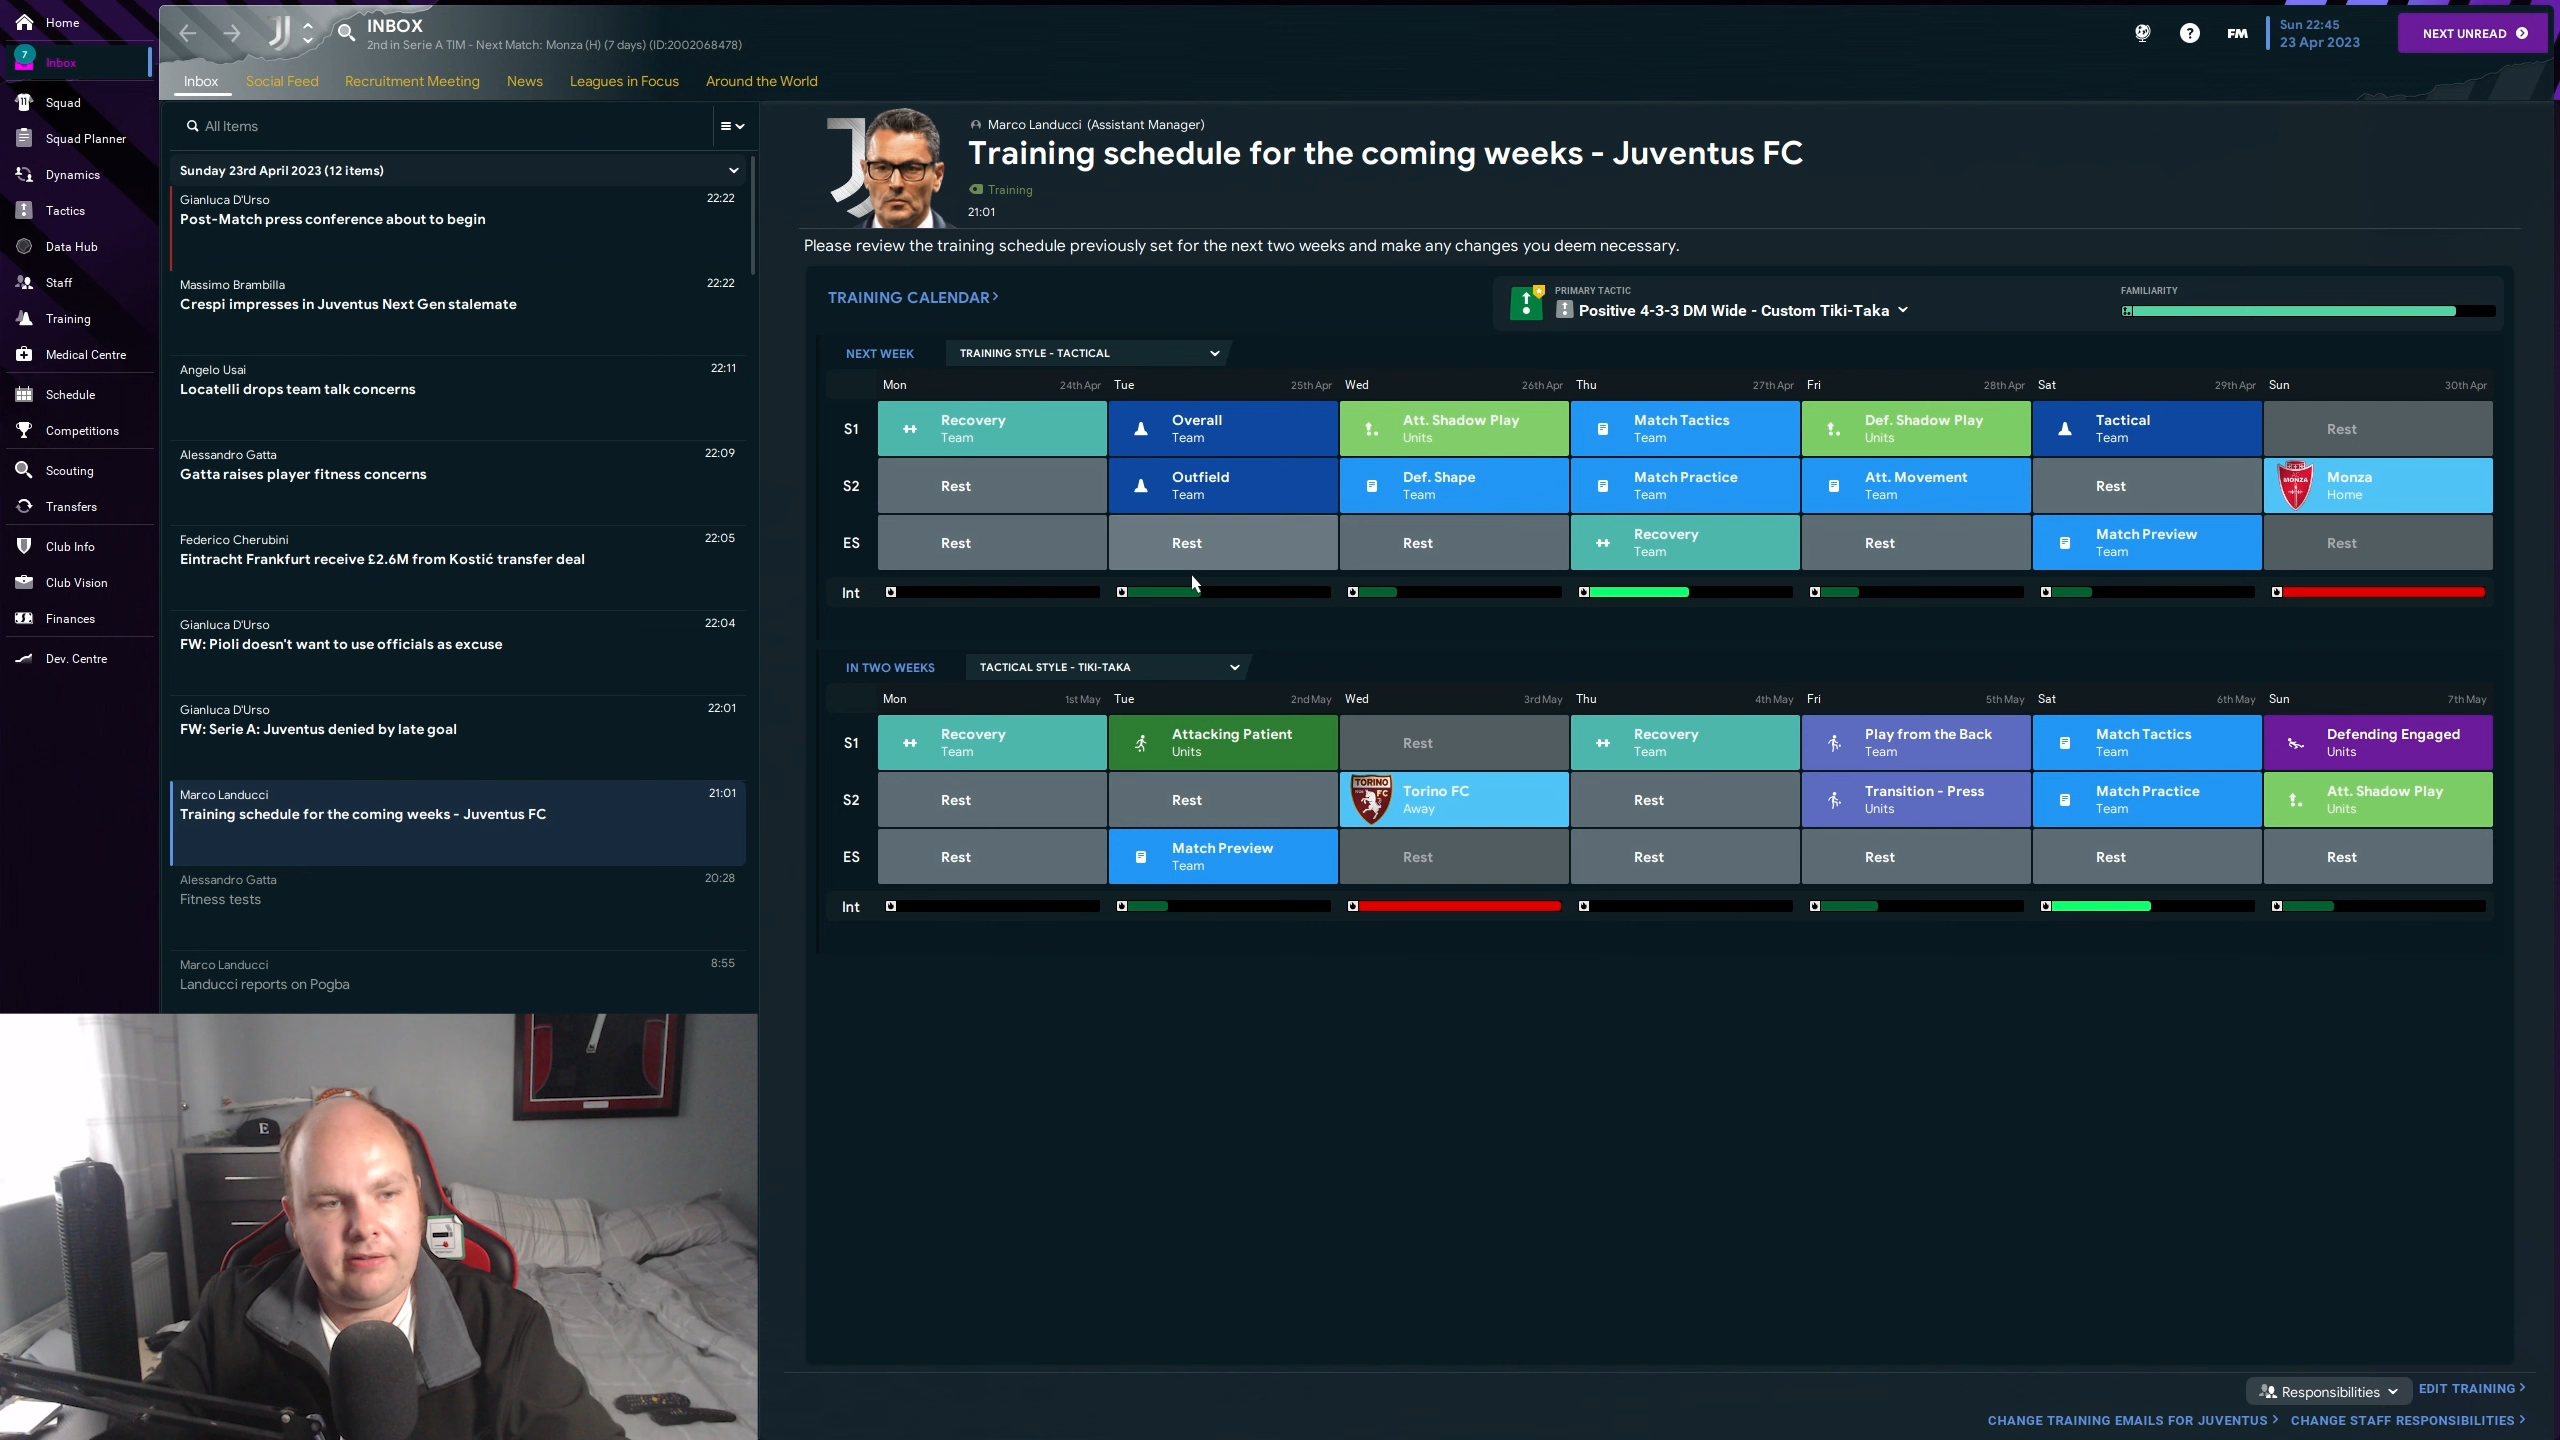 Home
7
Inbox
Squad
Squad Planner
Dynamics
Tactics
Data Hub
Staff
Training
Medical Centre
Schedule
Competitions
Scouting
Transfers
Club Info
Club Vision
Finances
Dev. Centre
INBOX
2nd in Serie A TIM - Next Match: Monza (H) (7 days) (ID:2002068478)
FM
Sun 22:45
23 Apr 2023
NEXT UNREAD
Inbox Social Feed Recruitment Meeting News Leagues in Focus Around the World
All Items
Sunday 23rd April 2023 (12 items)
Gianluca D'Urso 22:22
Post-Match press conference about to begin
Massimo Brambilla 22:22
Crespi impresses in Juventus Next Gen stalemate
Angelo Usai 22:11
Locatelli drops team talk concerns
Alessandro Gatta 22:09
Gatta raises player fitness concerns
Federico Cherubini 22:05
Eintracht Frankfurt receive £2.6M from Kostić transfer deal
Gianluca D'Urso 22:04
FW: Pioli doesn't want to use officials as excuse
Gianluca D'Urso 22:01
FW: Serie A: Juventus denied by late goal
Marco Landucci 21:01
Training schedule for the coming weeks - Juventus FC
Alessandro Gatta 20:28
Fitness tests
Marco Landucci 8:55
Landucci reports on Pogba
Marco Landucci (Assistant Manager)
Training schedule for the coming weeks - Juventus FC
Training
21:01
Please review the training schedule previously set for the next two weeks and make any changes you deem necessary.
TRAINING CALENDAR
PRIMARY TACTIC
Positive 4-3-3 DM Wide - Custom Tiki-Taka
FAMILIARITY
NEXT WEEK TRAINING STYLE - TACTICAL
Mon 24th Apr Tue 25th Apr Wed 26th Apr Thu 27th Apr Fri 28th Apr Sat 29th Apr Sun 30th Apr
S1 Recovery Overall Att. Shadow Play Match Tactics Def. Shadow Play Tactical Rest
Team Team Units Team Units Team
S2 Rest Outfield Def. Shape Match Practice Att. Movement Rest MONZA Monza
Team Team Team Team Home
ES Rest Rest Rest Recovery Rest Match Preview Rest
Team Team
Int
IN TWO WEEKS TACTICAL STYLE - TIKI-TAKA
Mon 1st May Tue 2nd May Wed 3rd May Thu 4th May Fri 5th May Sat 6th May Sun 7th May
S1 Recovery Attacking Patient Rest Recovery Play from the Back Match Tactics Defending Engaged
Team Units Team Team Team Units
S2 Rest Rest TORINO FC Torino FC Rest Transition - Press Match Practice Att. Shadow Play
Away Units Team Units
ES Rest Match Preview Rest Rest Rest Rest Rest
Team
Int
E
Responsibilities EDIT TRAINING
CHANGE TRAINING EMAILS FOR JUVENTUS CHANGE STAFF RESPONSIBILITIES